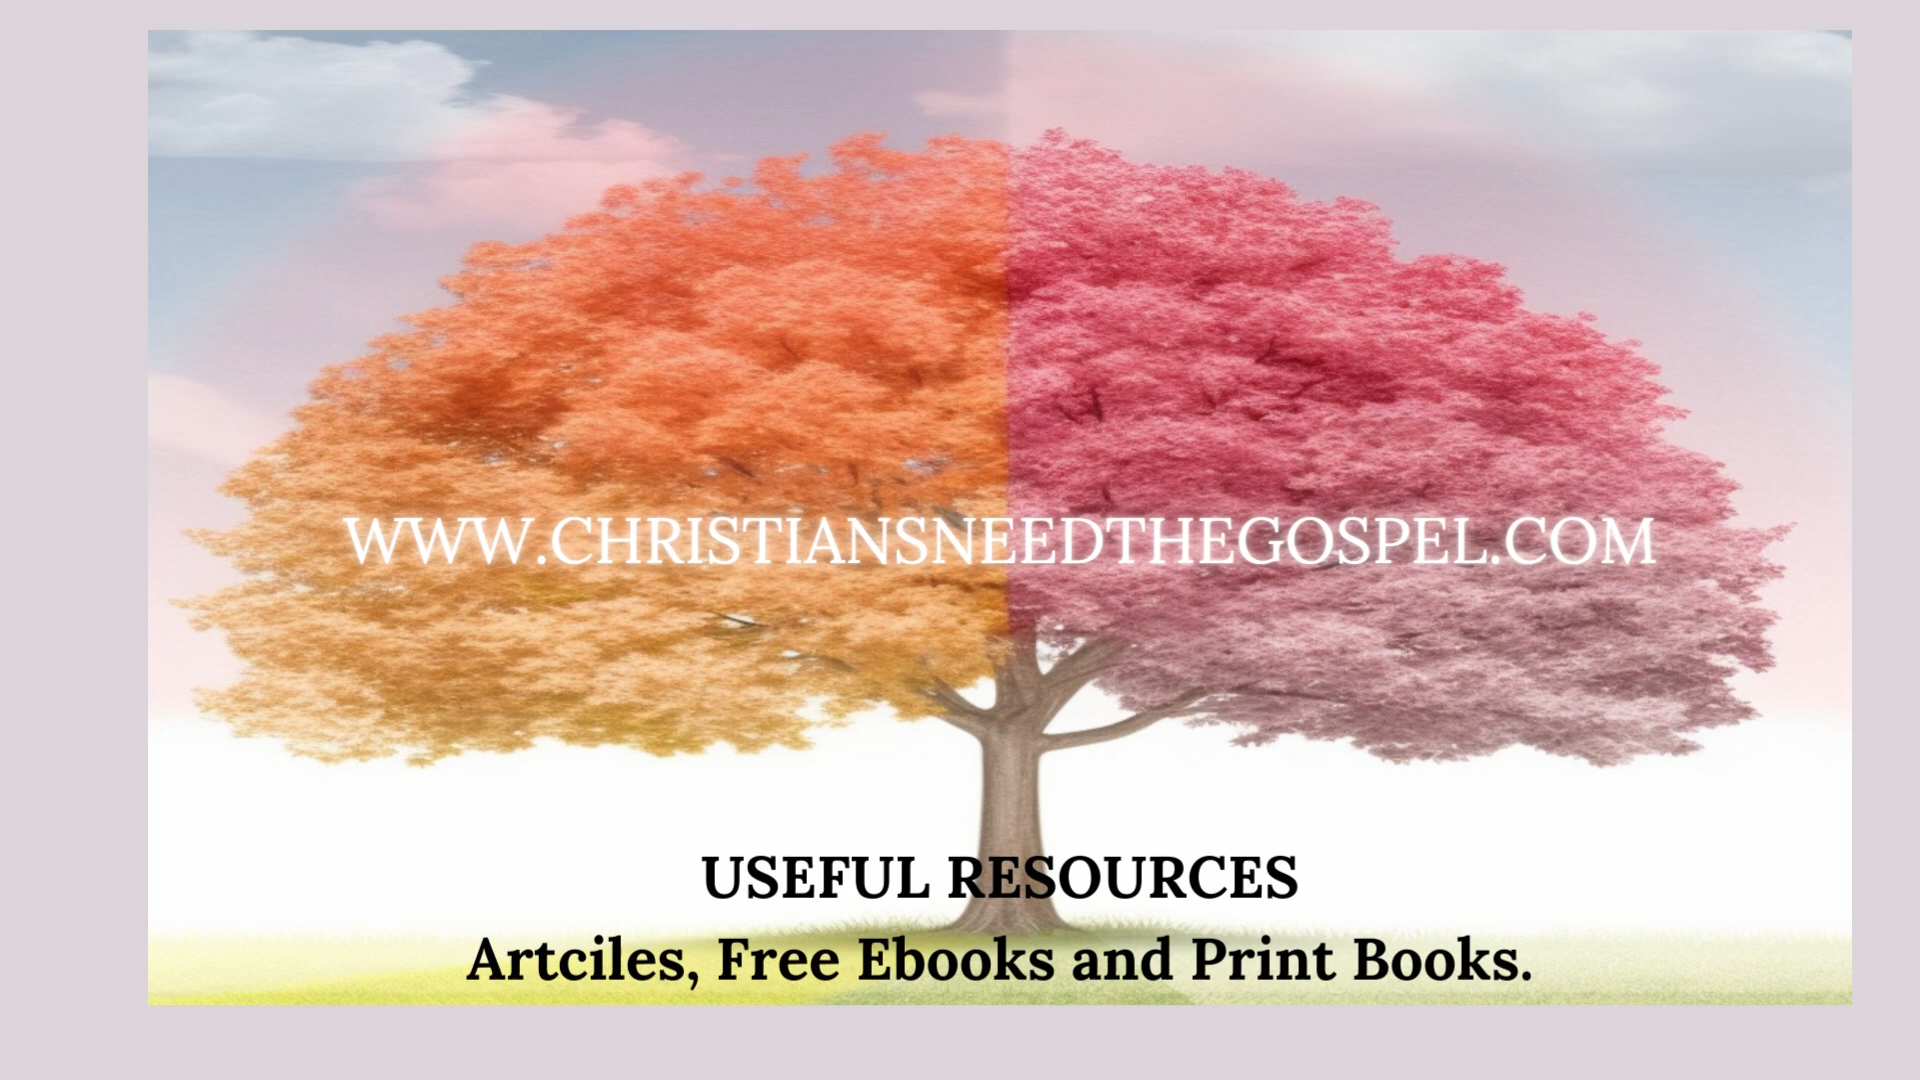 WWW.CHRISTIANSNEEDTHEGOSPEL.COM
USEFUL RESOURCES
Artciles, Free Ebooks and Print Books.